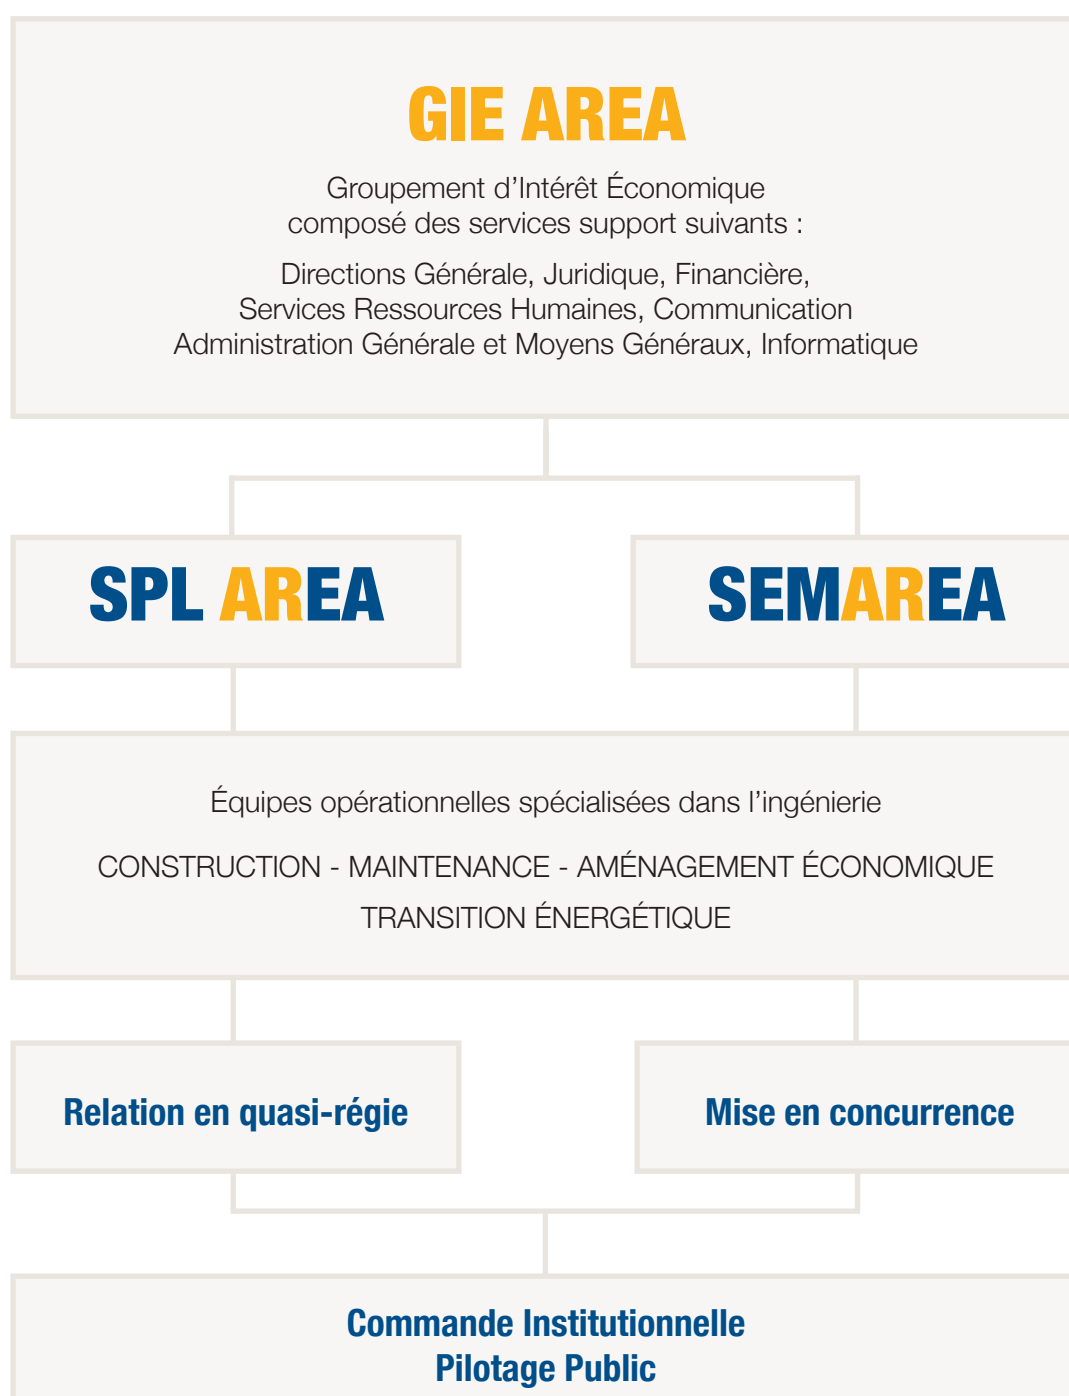 GIE AREA
Groupement d’Intérêt Économique
composé des services support suivants :
Directions Générale, Juridique, Financière,
Services Ressources Humaines, Communication
Administration Générale et Moyens Généraux, Informatique
SPL AREA
SEMAREA
Équipes opérationnelles spécialisées dans l’ingénierie
CONSTRUCTION - MAINTENANCE - AMÉNAGEMENT ÉCONOMIQUE
TRANSITION ÉNERGÉTIQUE
Relation en quasi-régie
Mise en concurrence
Commande Institutionnelle
Pilotage Public